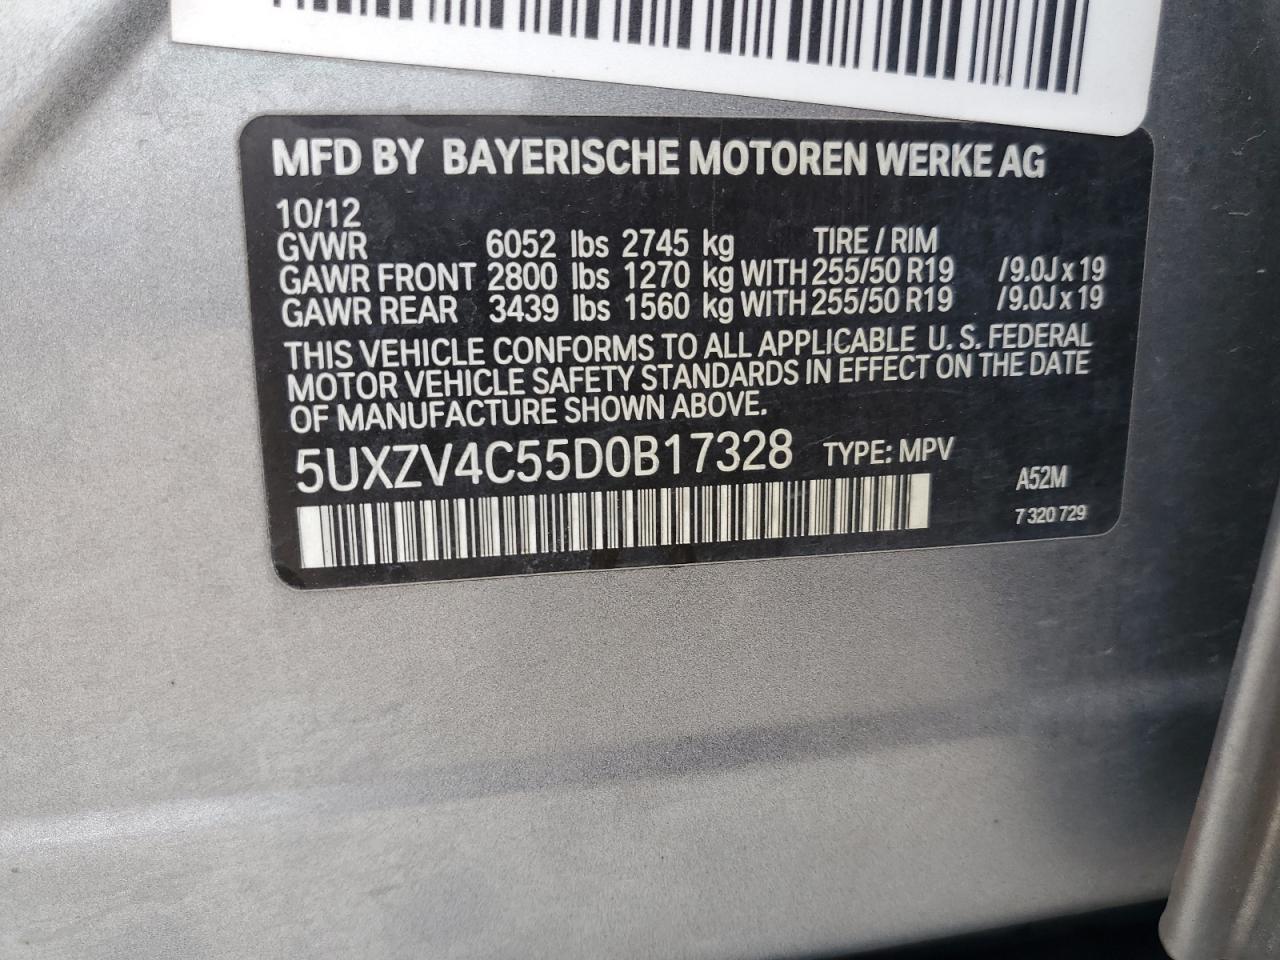 MFD BY BAYERISCHE MOTOREN WERKE AG
10/12
GVWR 6052 lbs 2745 kg TIRE / RIM
GAWR FRONT 2800 lbs 1270 kg WITH 255/50 R19 /9.0J x 19
GAWR REAR 3439 lbs 1560 kg WITH 255/50 R19 /9.0J x 19
THIS VEHICLE CONFORMS TO ALL APPLICABLE U. S. FEDERAL
MOTOR VEHICLE SAFETY STANDARDS IN EFFECT ON THE DATE
OF MANUFACTURE SHOWN ABOVE.
5UXZV4C55D0B17328 TYPE: MPV
A52M
7 320 729